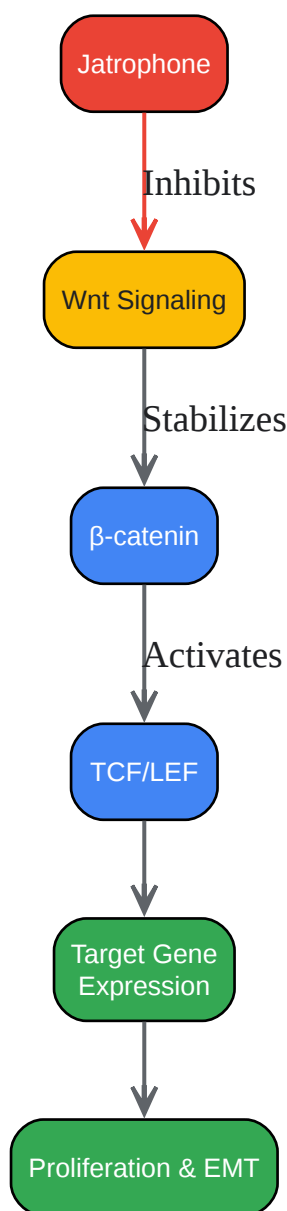 Jatrophone
Inhibits
Wnt Signaling
Stabilizes
β-catenin
Activates
TCF/LEF
Target Gene
Expression
Proliferation & EMT